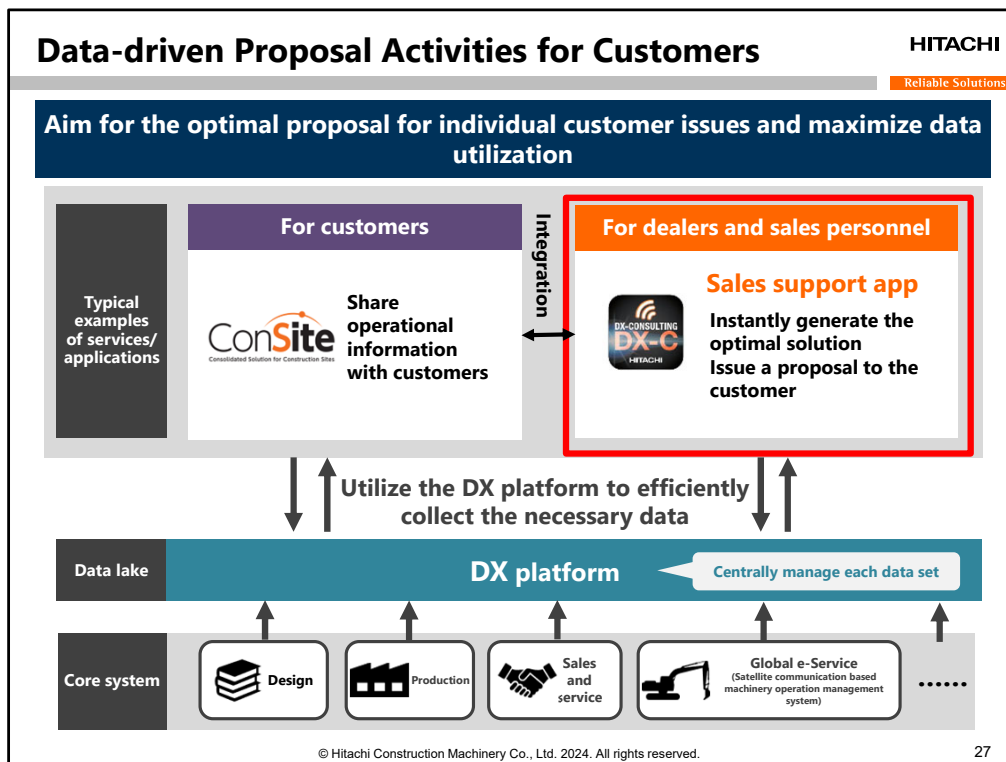 Data-driven Proposal Activities for Customers
HITACHI
Reliable Solutions
Aim for the optimal proposal for individual customer issues and maximize data
utilization
Typical
examples
of services/
applications
For customers
ConSite
Consolidated Solution for Construction Sites
Share
operational
information
with customers
Integration
For dealers and sales personnel
DX-CONSULTING
DX-C
HITACHI
Sales support app
Instantly generate the
optimal solution
Issue a proposal to the
customer
Utilize the DX platform to efficiently
collect the necessary data
Data lake
DX platform
Centrally manage each data set
Core system
Design
Production
Sales
and
service
Global e-Service
(Satellite communication based
machinery operation management
system)
......
© Hitachi Construction Machinery Co., Ltd. 2024. All rights reserved.
27